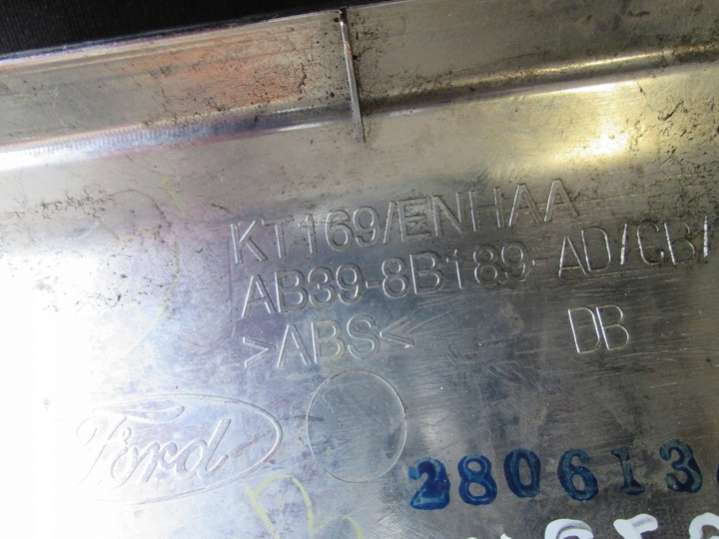 KT169/ENHAA
AB39-8B189-AD/CB/
>ABS<
DB
Ford
280613